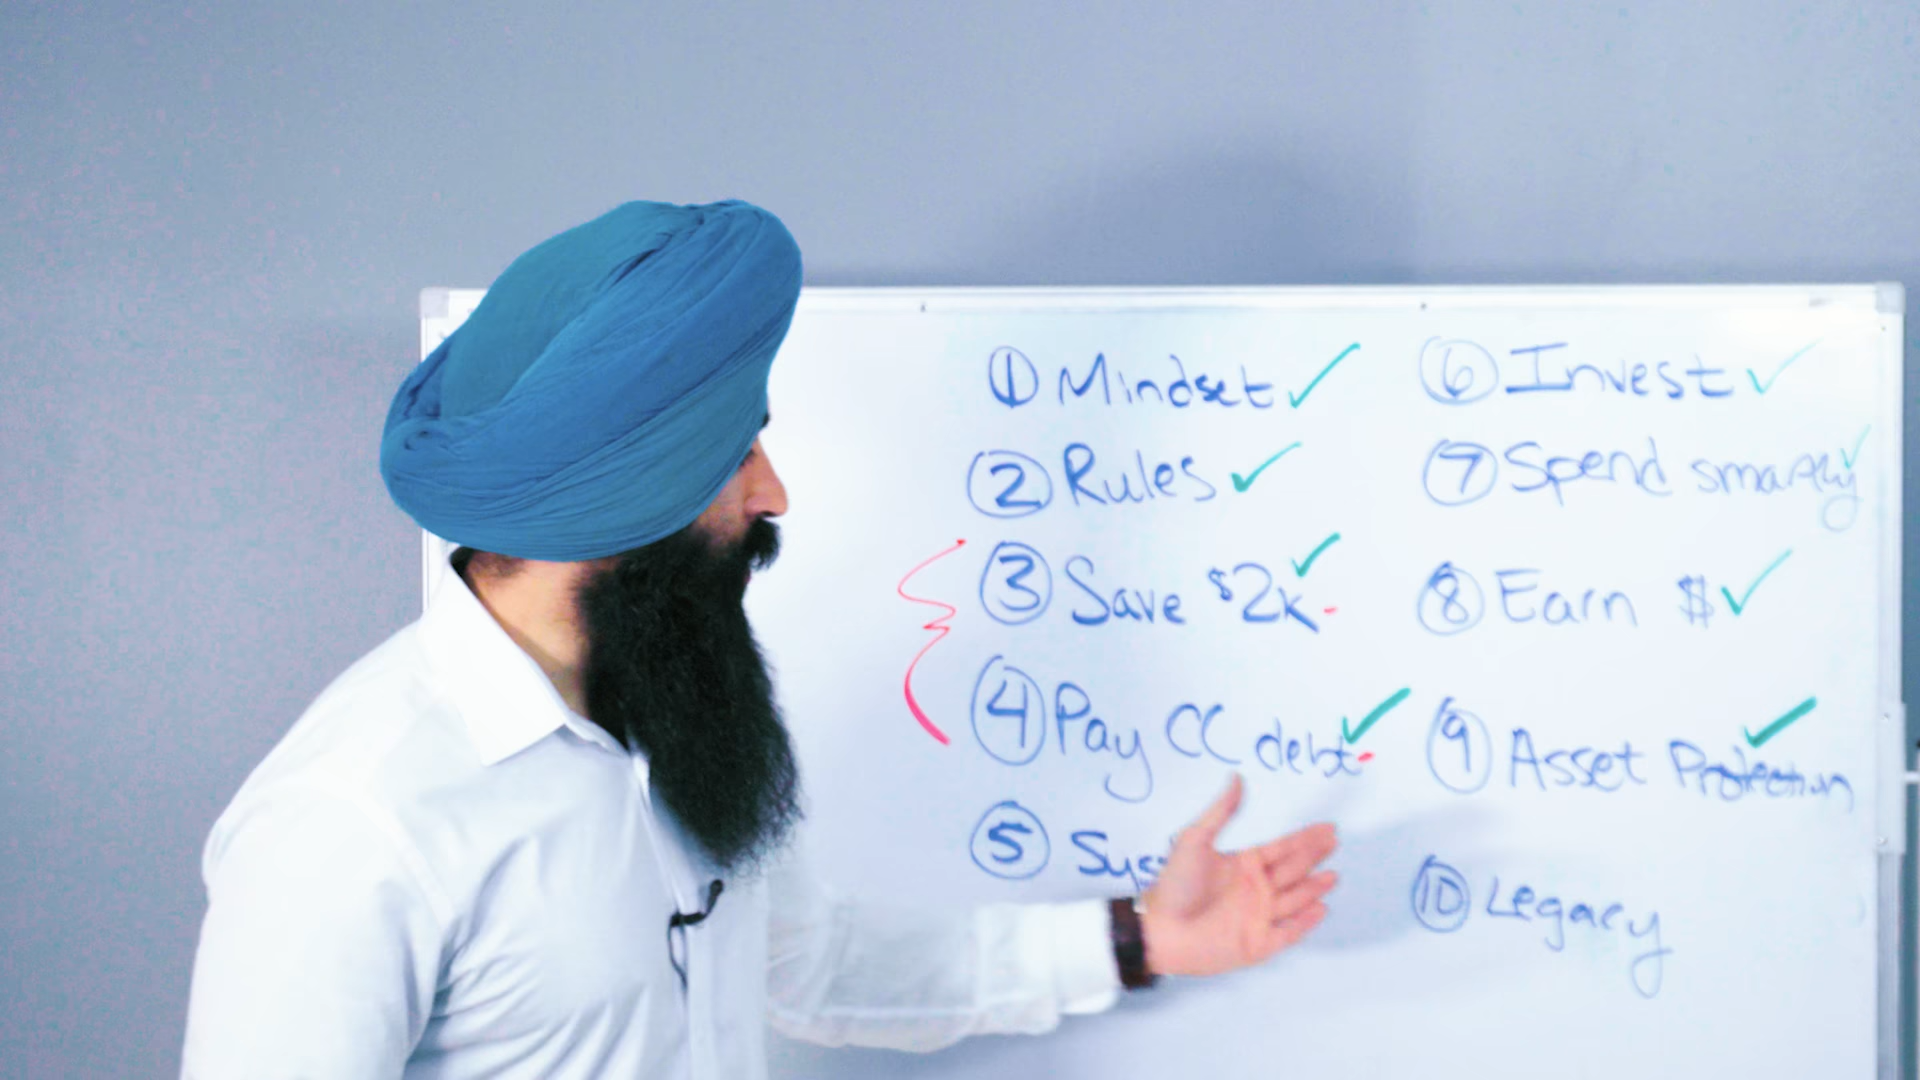 ① Mindset ✓
② Rules ✓
③ Save $2k ✓
④ Pay CC debt ✓
⑤
⑥ Invest ✓
⑦ Spend smartly ✓
⑧ Earn $ ✓
⑨ Asset Protection ✓
⑩ Legacy